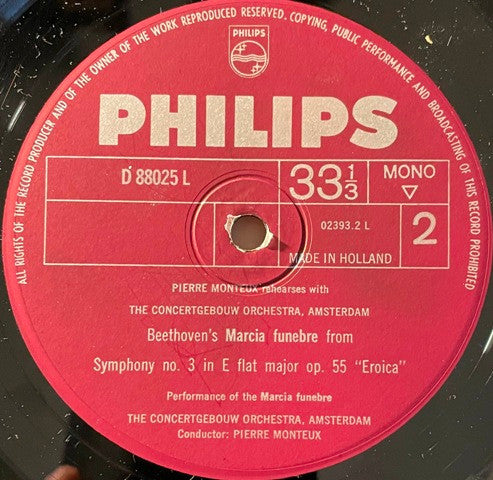 ALL RIGHTS OF THE RECORD PRODUCER AND OF THE OWNER OF THE WORK REPRODUCED RESERVED. COPYING, PUBLIC PERFORMANCE AND BROADCASTING OF THIS RECORD PROHIBITED
PHILIPS
PHILIPS
D 88025 L
33 1/3
MONO
▽
02393.2 L
2
MADE IN HOLLAND
PIERRE MONTEUX rehearses with
THE CONCERTGEBOUW ORCHESTRA, AMSTERDAM
Beethoven's Marcia funebre from
Symphony no. 3 in E flat major op. 55 "Eroica"
Performance of the Marcia funebre
THE CONCERTGEBOUW ORCHESTRA, AMSTERDAM
Conductor: PIERRE MONTEUX